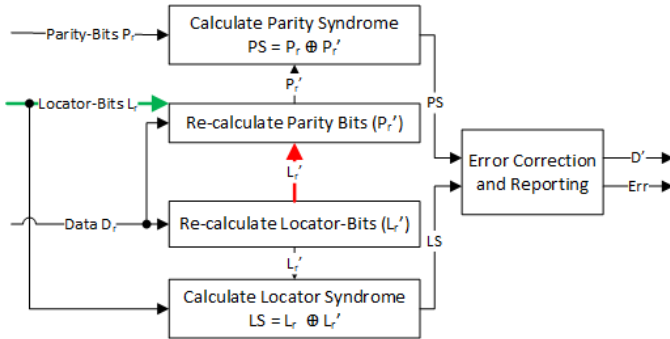 Calculate Parity Syndrome
PS = Pᵣ ⊕ Pᵣ'
Parity-Bits Pᵣ
Pᵣ'
PS
Locator-Bits Lᵣ
Re-calculate Parity Bits (Pᵣ')
Lᵣ'
Error Correction
and Reporting
D'
Err
Data Dᵣ
Re-calculate Locator-Bits (Lᵣ')
LS
Lᵣ'
Calculate Locator Syndrome
LS = Lᵣ ⊕ Lᵣ'